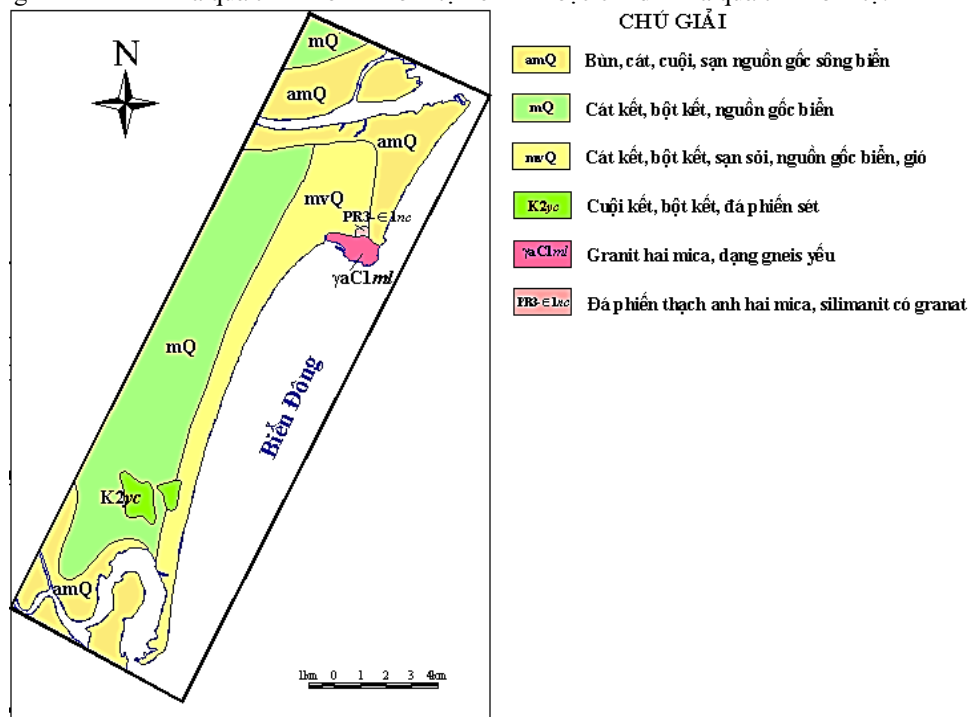 CHÚ GIẢI
N
mQ
amQ
amQ
mvQ
PR3-∈1nc
γaC1ml
mQ
Biển Đông
K2yc
amQ
1km 0 1 2 3 4km
amQ Bùn, cát, cuội, sạn nguồn gốc sông biển
mQ Cát kết, bột kết, nguồn gốc biển
mvQ Cát kết, bột kết, sạn sỏi, nguồn gốc biển, gió
K2yc Cuội kết, bột kết, đá phiến sét
γaC1ml Granit hai mica, dạng gneis yếu
PR3-∈1nc Đá phiến thạch anh hai mica, silimanit có granat